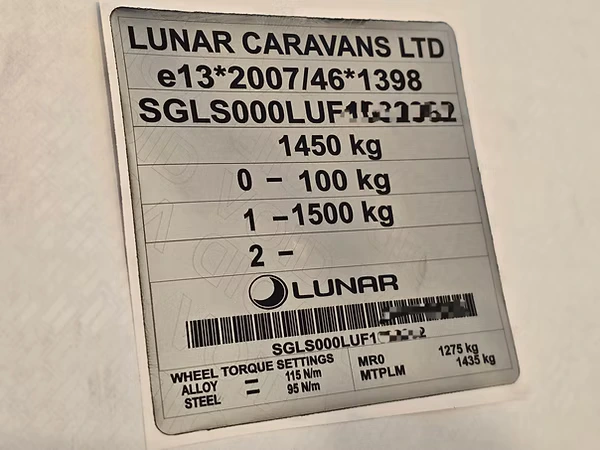 LUNAR CARAVANS LTD
e13*2007/46*1398
1450 kg
0 - 100 kg
1 -1500 kg
2 -
LUNAR
WHEEL TORQUE SETTINGS
ALLOY = 115 N/m
STEEL = 95 N/m
MRO 1275 kg
MTPLM 1435 kg